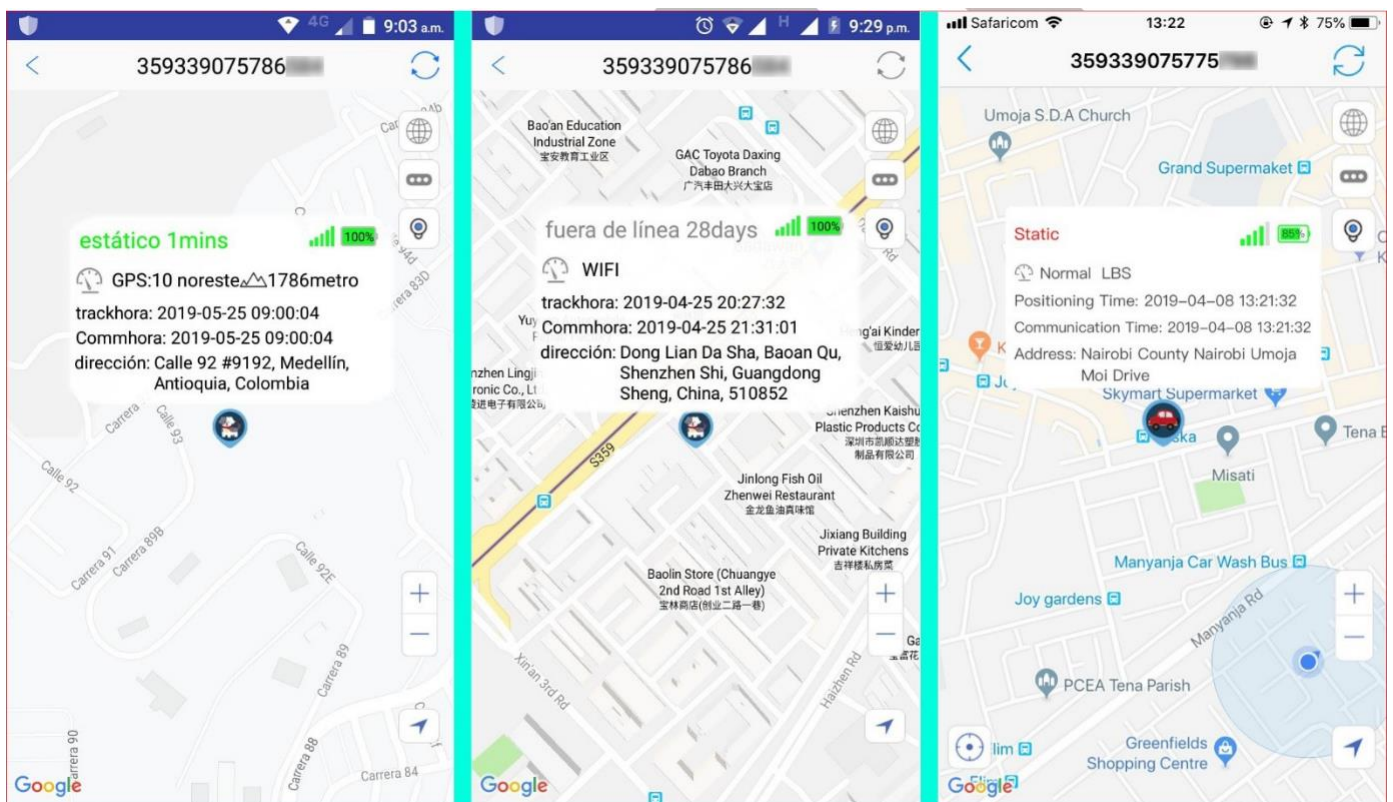 4G 9:03 a.m.
359339075786
estático 1mins 100%
GPS:10 noreste 1786metro
trackhora: 2019-05-25 09:00:04
Commhora: 2019-05-25 09:00:04
dirección: Calle 92 #9192, Medellín,
Antioquia, Colombia
Carrera
Calle 93
Calle 92
Carrera 91
Carrera 89B
Calle 92E
Carrera 89
Carrera 90
Carrera 88
Carrera 84
Google
H 9:29 p.m.
359339075786
Bao'an Education
Industrial Zone
宝安教育工业区
GAC Toyota Daxing
Dabao Branch
广汽丰田兴大宝店
fuera de línea 28days 100%
WIFI
trackhora: 2019-04-25 20:27:32
Commhora: 2019-04-25 21:31:01
dirección: Dong Lian Da Sha, Baoan Qu,
Shenzhen Shi, Guangdong
Sheng, China, 510852
S359
Shenzhen Kaishu
Plastic Products Co
深圳市凯顺达塑胶
制品有限公司
Jinlong Fish Oil
Zhenwei Restaurant
金龙鱼油真味馆
Jixiang Building
Private Kitchens
吉祥楼私房菜
Baolin Store (Chuangye
2nd Road 1st Alley)
宝林商店(创业二路一巷)
Xin'an 3rd Rd
Haizhen Rd
Google
Safaricom 13:22 75%
359339075775
Umoja S.D.A Church
Grand Supermaket
Static 85%
Normal LBS
Positioning Time: 2019-04-08 13:21:32
Communication Time: 2019-04-08 13:21:32
Address: Nairobi County Nairobi Umoja
Moi Drive
Skymart Supermarket
Tena
Misati
Manyanja Car Wash Bus
Joy gardens
Manyanja Rd
PCEA Tena Parish
Greenfields
Shopping Centre
Google